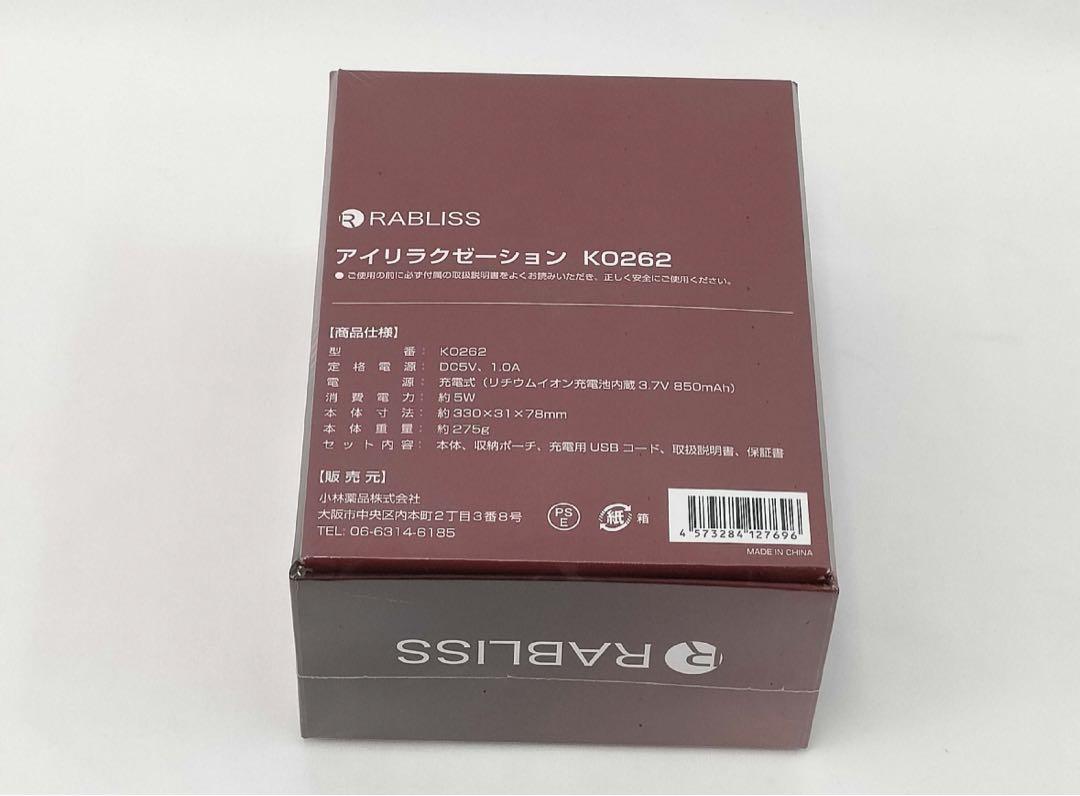 RABLISS
アイリラクゼーション KO262
● ご使用の前に必ず付属の取扱説明書をよくお読みいただき、正しく安全にご使用ください。
【商品仕様】
型番：KO262
定格電源：DC5V、1.0A
電源：充電式（リチウムイオン充電池内蔵 3.7V 850mAh）
消費電力：約5W
本体寸法：約330×31×78mm
本体重量：約275g
セット内容：本体、収納ポーチ、充電用USBコード、取扱説明書、保証書
【販売元】
小林薬品株式会社
大阪市中央区内本町2丁目3番8号
TEL: 06-6314-6185
PS
E
紙 箱
4 573284 127696
MADE IN CHINA
RABLISS